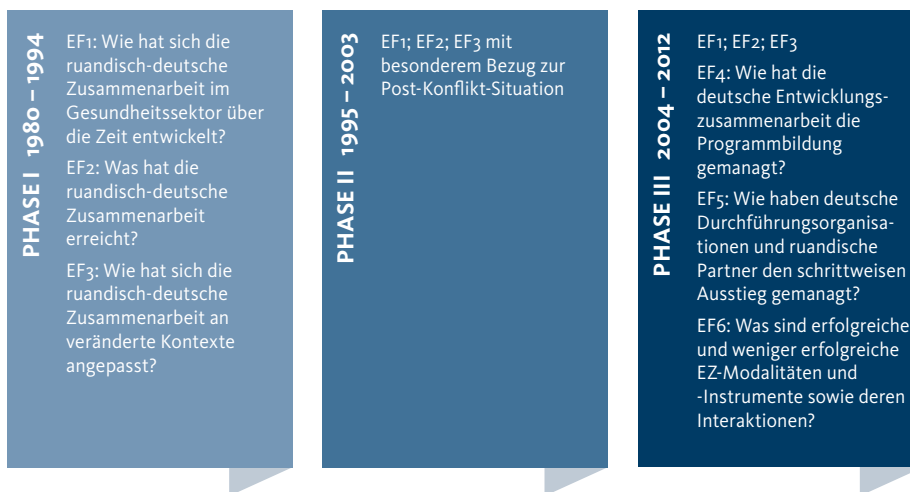 PHASE I 1980 – 1994
EF1: Wie hat sich die
ruandisch-deutsche
Zusammenarbeit im
Gesundheitssektor über
die Zeit entwickelt?
EF2: Was hat die
ruandisch-deutsche
Zusammenarbeit
erreicht?
EF3: Wie hat sich die
ruandisch-deutsche
Zusammenarbeit an
veränderte Kontexte
angepasst?
PHASE II 1995 – 2003
EF1; EF2; EF3 mit
besonderem Bezug zur
Post-Konflikt-Situation
PHASE III 2004 – 2012
EF1; EF2; EF3
EF4: Wie hat die
deutsche Entwicklungs-
zusammenarbeit die
Programmbildung
gemanagt?
EF5: Wie haben deutsche
Durchführungsorganisa-
tionen und ruandische
Partner den schrittweisen
Ausstieg gemanagt?
EF6: Was sind erfolgreiche
und weniger erfolgreiche
EZ-Modalitäten und
-Instrumente sowie deren
Interaktionen?